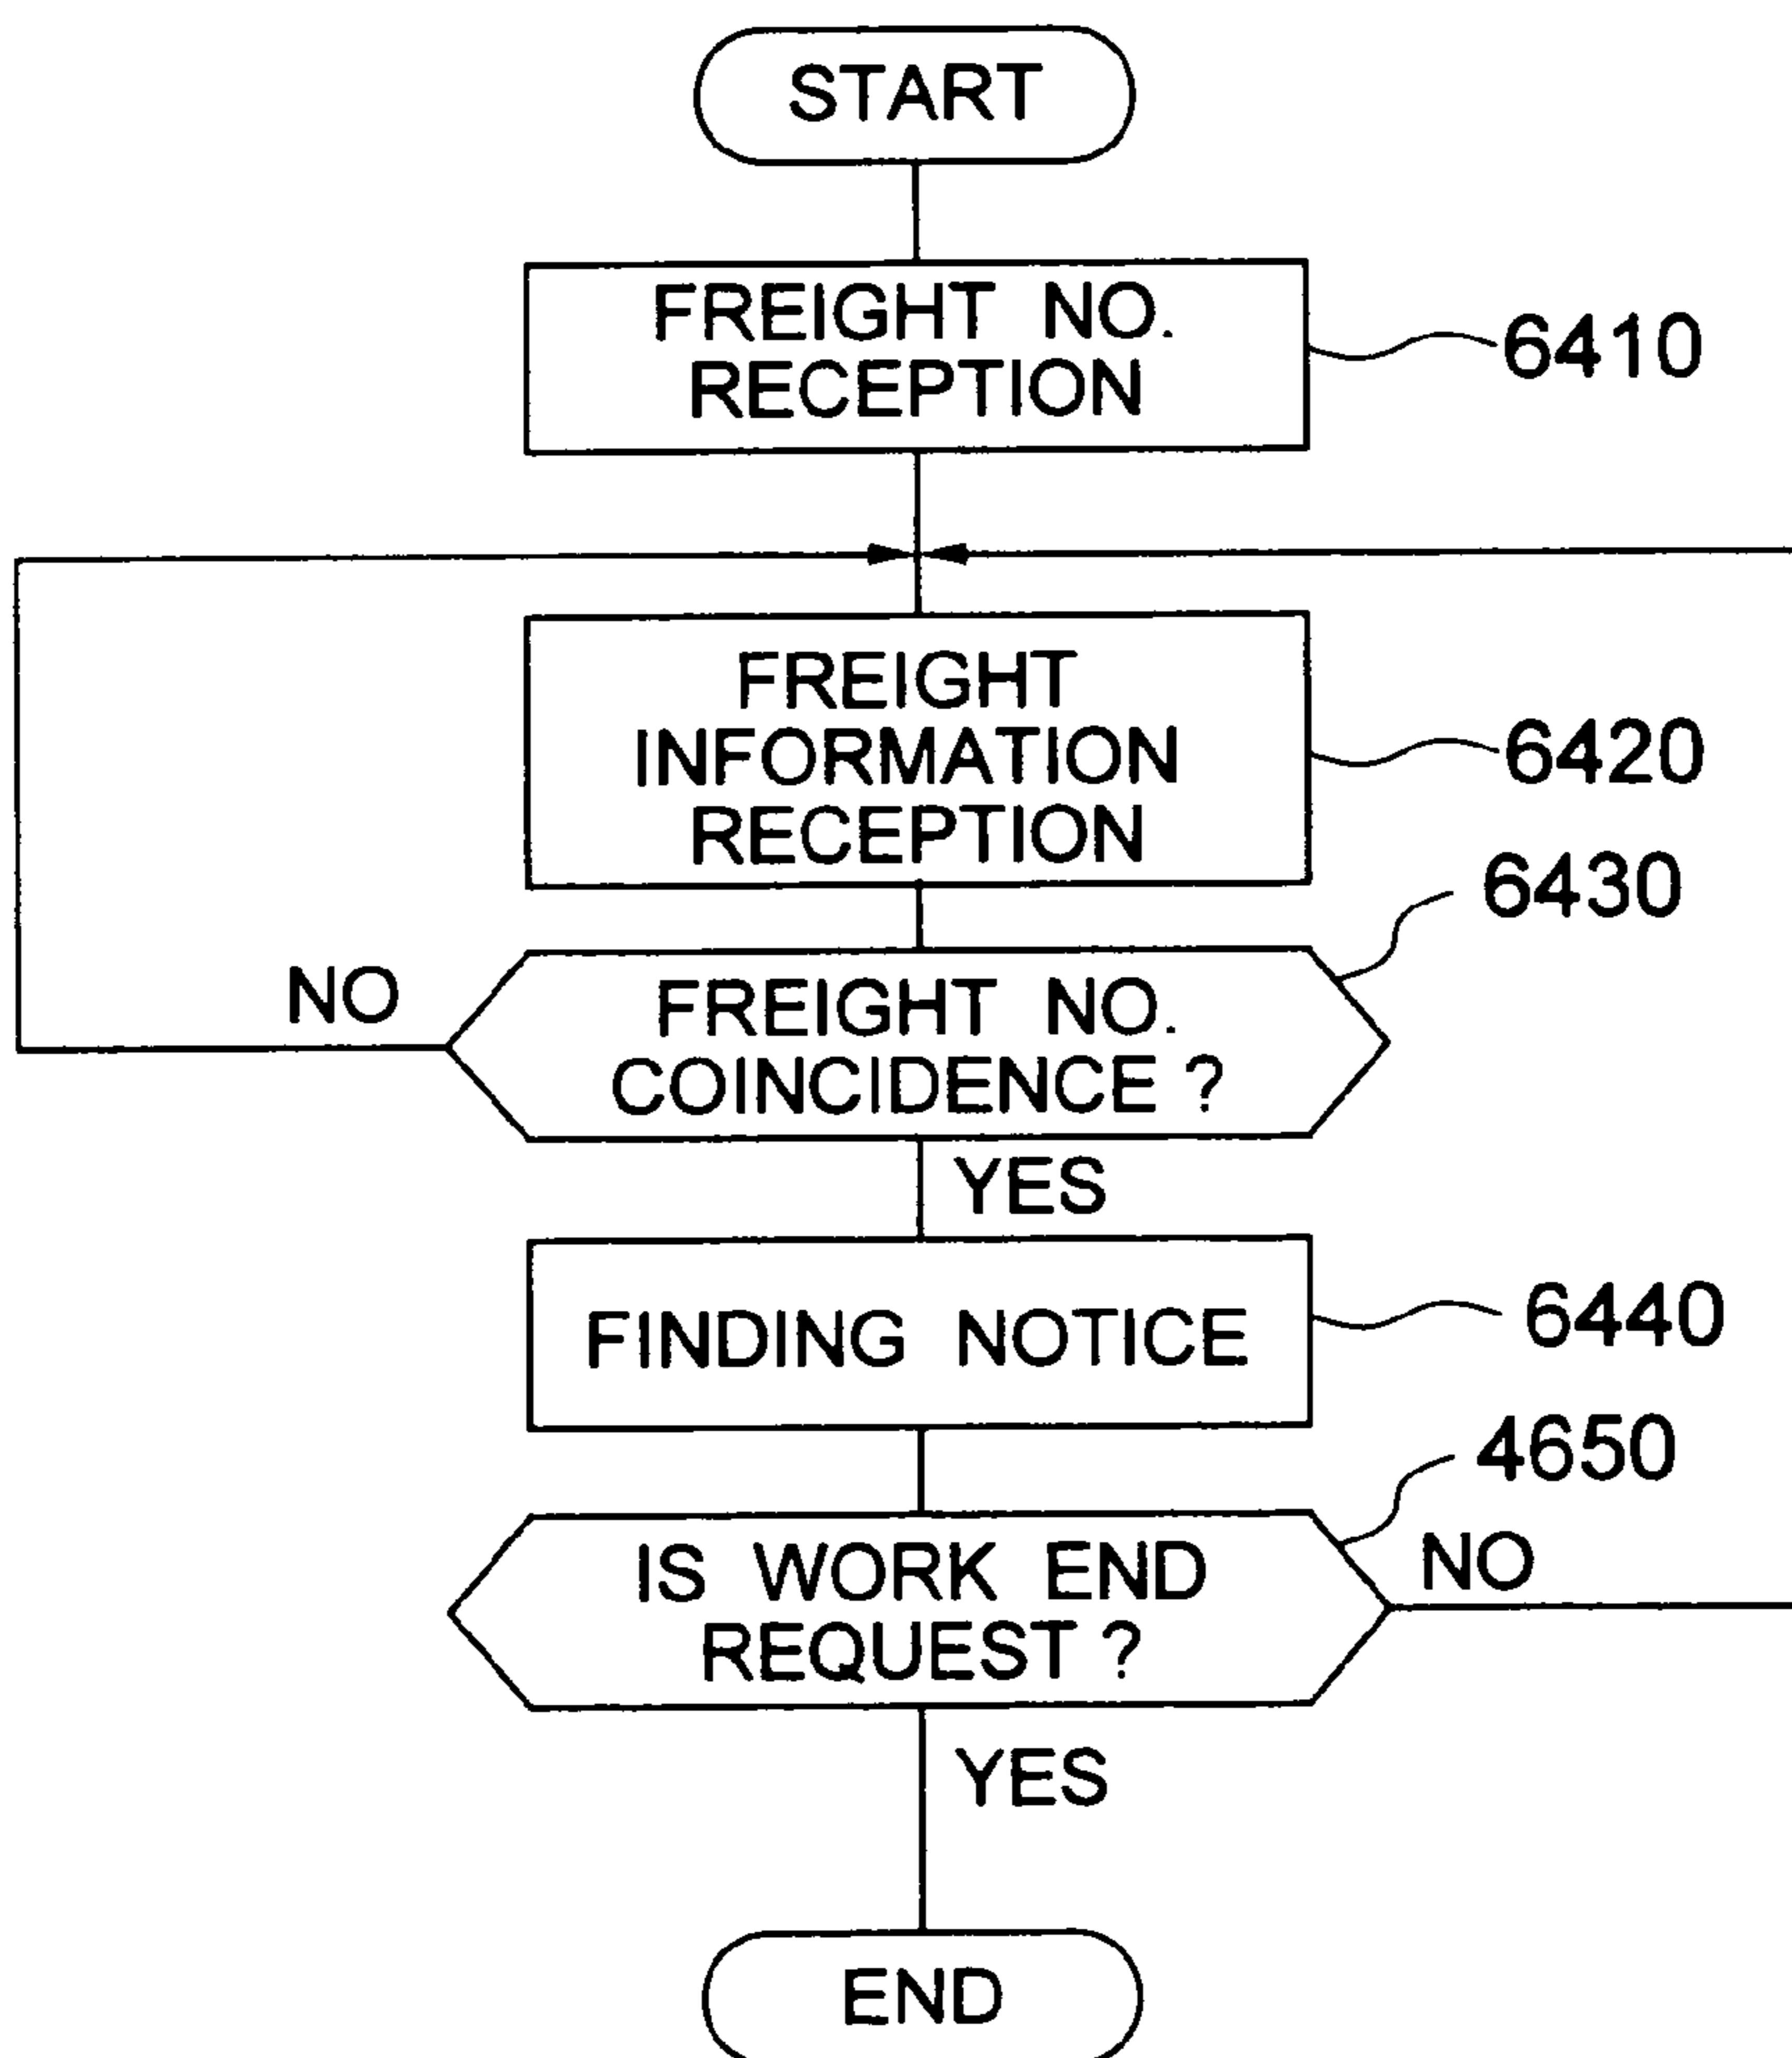 START
FREIGHT NO.
RECEPTION
6410
FREIGHT
INFORMATION
RECEPTION
6420
6430
NO
FREIGHT NO.
COINCIDENCE ?
YES
FINDING NOTICE
6440
4650
IS WORK END
REQUEST ?
NO
YES
END